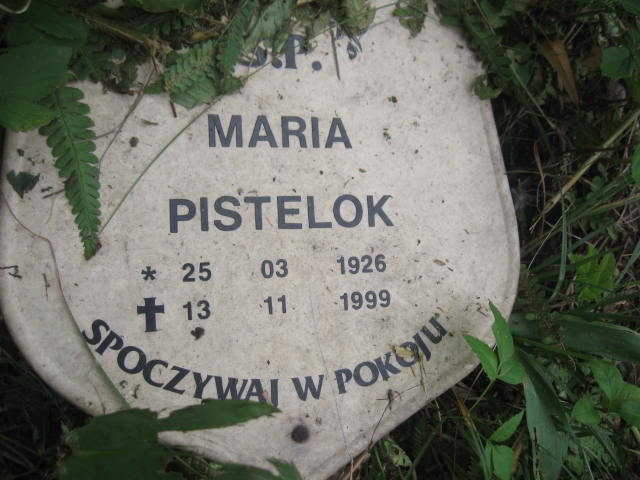 Ś.P.
MARIA
PISTELOK
* 25 03 1926
✝ 13 11 1999
SPOCZYWAJ W POKOJU